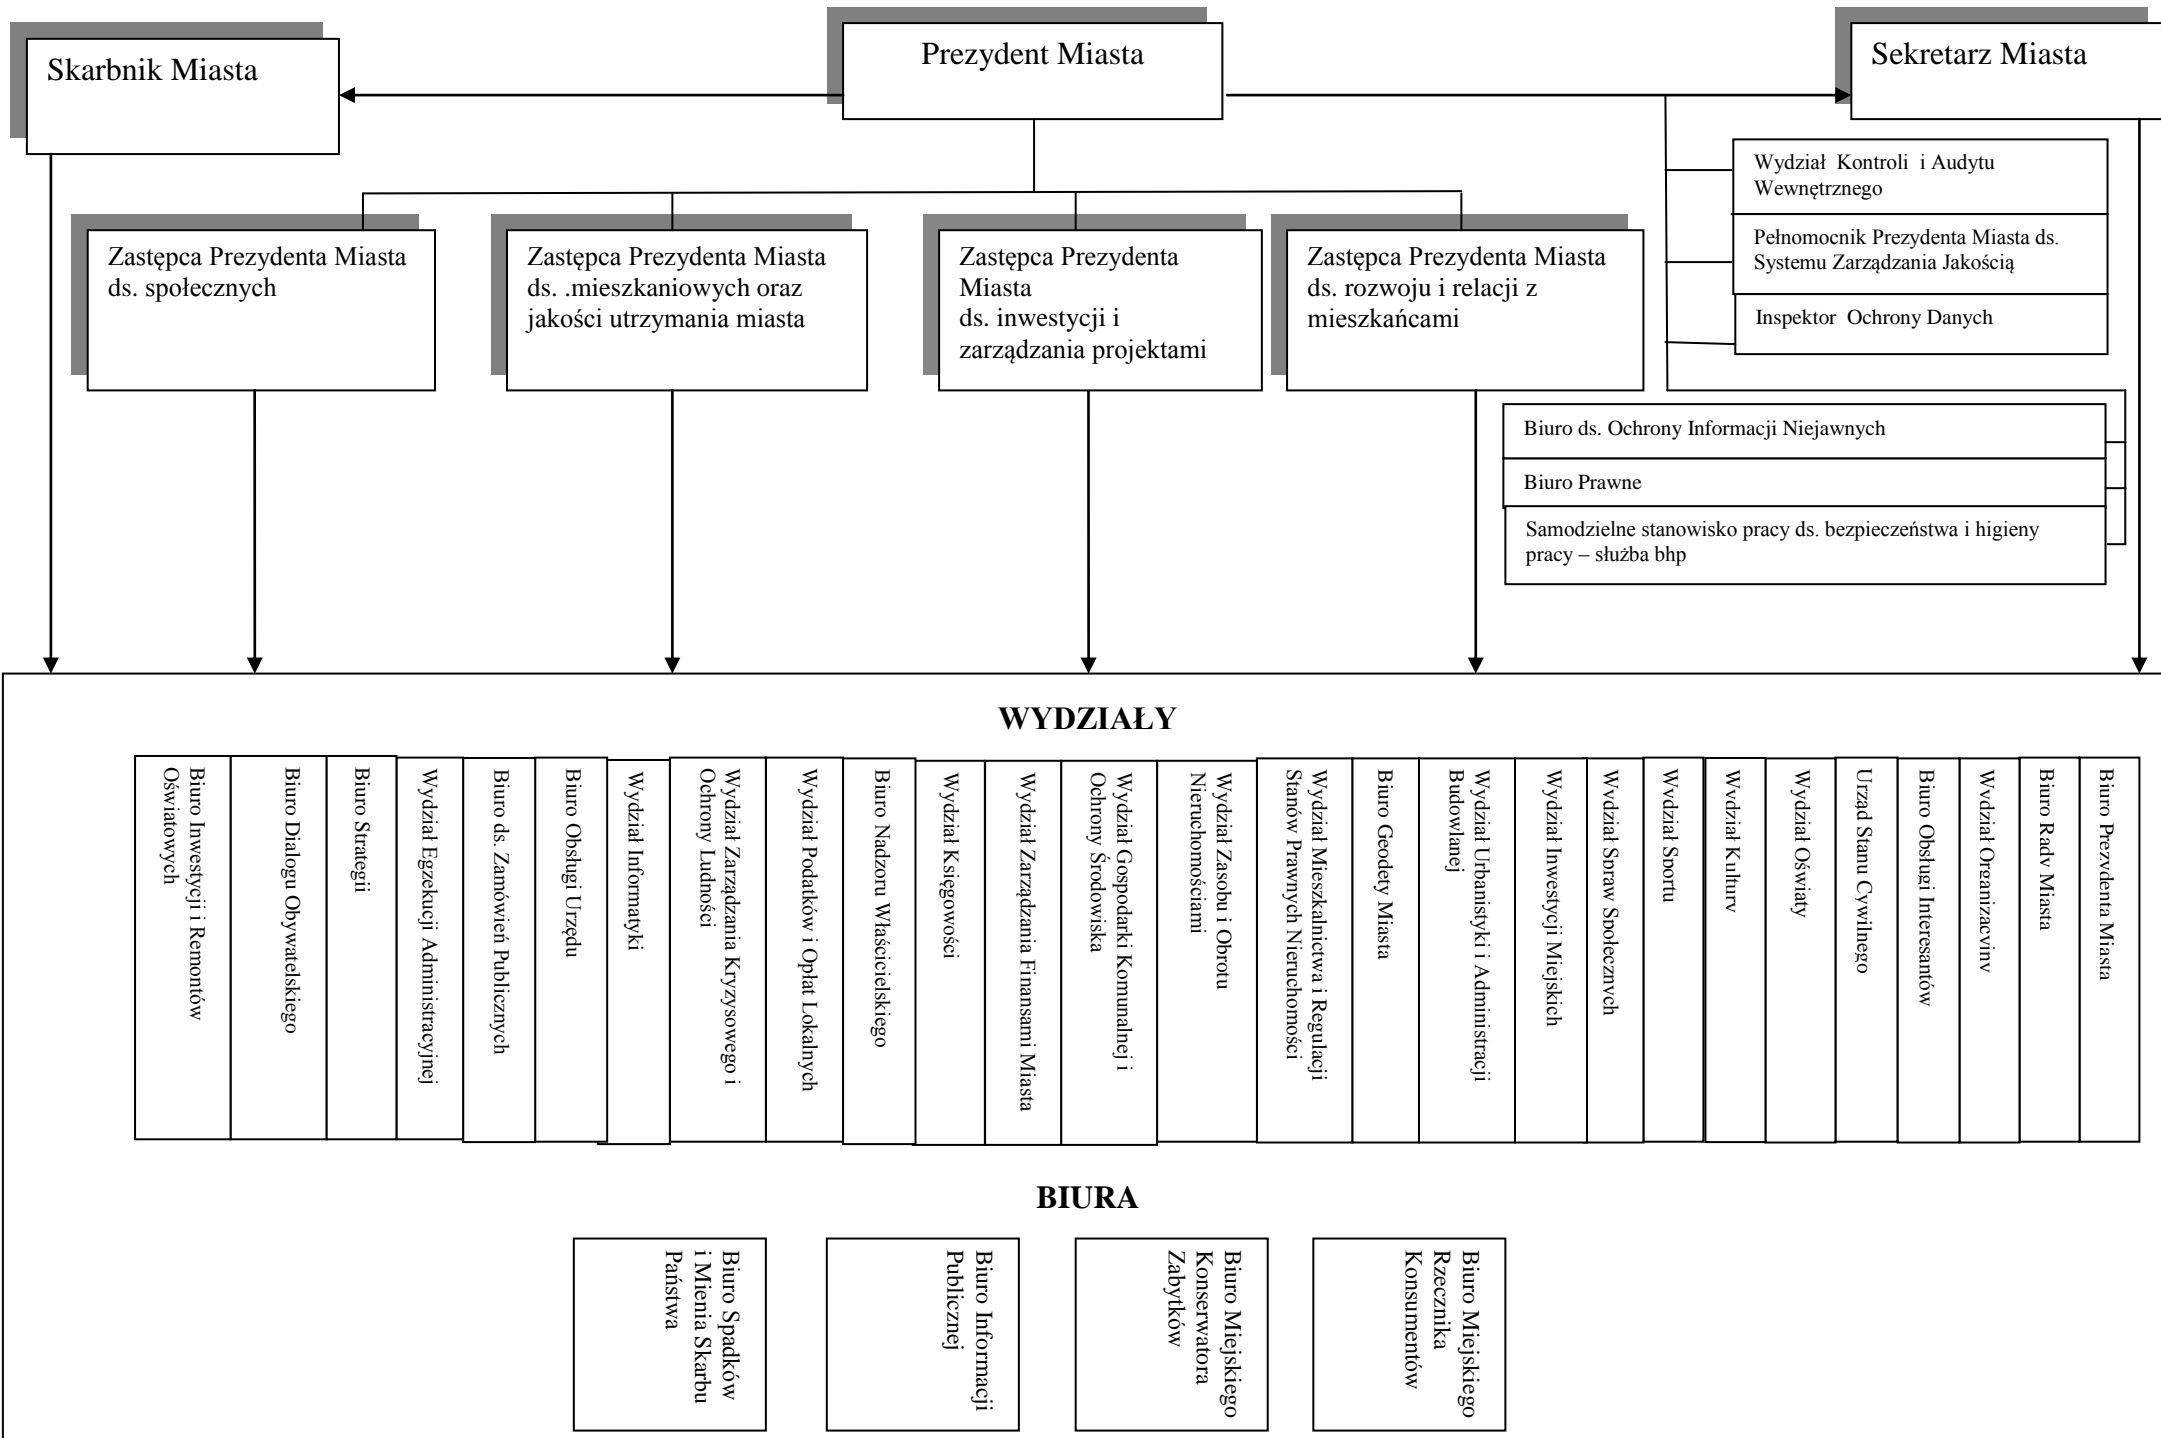 Skarbnik Miasta
Prezydent Miasta
Sekretarz Miasta
Wydział Kontroli i Audytu
Wewnętrznego
Pełnomocnik Prezydenta Miasta ds.
Systemu Zarządzania Jakością
Inspektor Ochrony Danych
Zastępca Prezydenta Miasta
ds. społecznych
Zastępca Prezydenta Miasta
ds. .mieszkaniowych oraz
jakości utrzymania miasta
Zastępca Prezydenta
Miasta
ds. inwestycji i
zarządzania projektami
Zastępca Prezydenta Miasta
ds. rozwoju i relacji z
mieszkańcami
Biuro ds. Ochrony Informacji Niejawnych
Biuro Prawne
Samodzielne stanowisko pracy ds. bezpieczeństwa i higieny
pracy – służba bhp
WYDZIAŁY
Biuro Inwestycji i Remontów
Oświatowych
Biuro Dialogu Obywatelskiego
Biuro Strategii
Wydział Egzekucji Administracyjnej
Biuro ds. Zamówień Publicznych
Biuro Obsługi Urzędu
Wydział Informatyki
Wydział Zarządzania Kryzysowego i
Ochrony Ludności
Wydział Podatków i Opłat Lokalnych
Biuro Nadzoru Właścicielskiego
Wydział Księgowości
Wydział Zarządzania Finansami Miasta
Wydział Gospodarki Komunalnej i
Ochrony Środowiska
Wydział Zasobu i Obrotu
Nieruchomościami
Wydział Mieszkalnictwa i Regulacji
Stanów Prawnych Nieruchomości
Biuro Geodety Miasta
Wydział Urbanistyki i Administracji
Budowlanej
Wydział Inwestycji Miejskich
Wydział Spraw Społecznych
Wydział Sportu
Wydział Kultury
Wydział Oświaty
Urząd Stanu Cywilnego
Biuro Obsługi Interesantów
Wydział Organizacyjny
Biuro Rady Miasta
Biuro Prezydenta Miasta
BIURA
Biuro Spadków
i Mienia Skarbu
Państwa
Biuro Informacji
Publicznej
Biuro Miejskiego
Konserwatora
Zabytków
Biuro Miejskiego
Rzecznika
Konsumentów